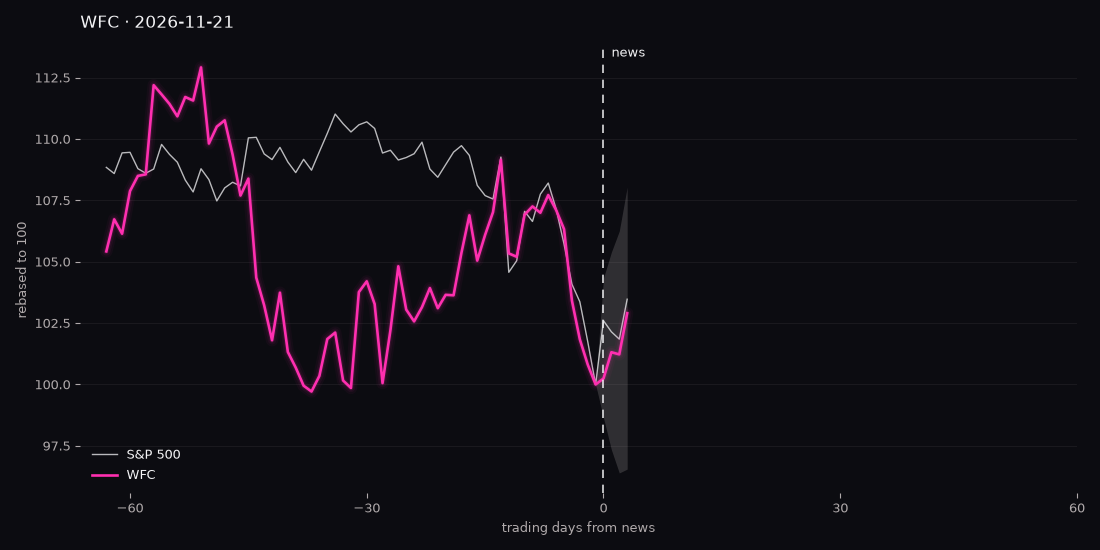 WFC · 2026-11-21
news
112.5
110.0
107.5
105.0
102.5
100.0
97.5
rebased to 100
S&P 500
WFC
−60
−30
0
30
60
trading days from news